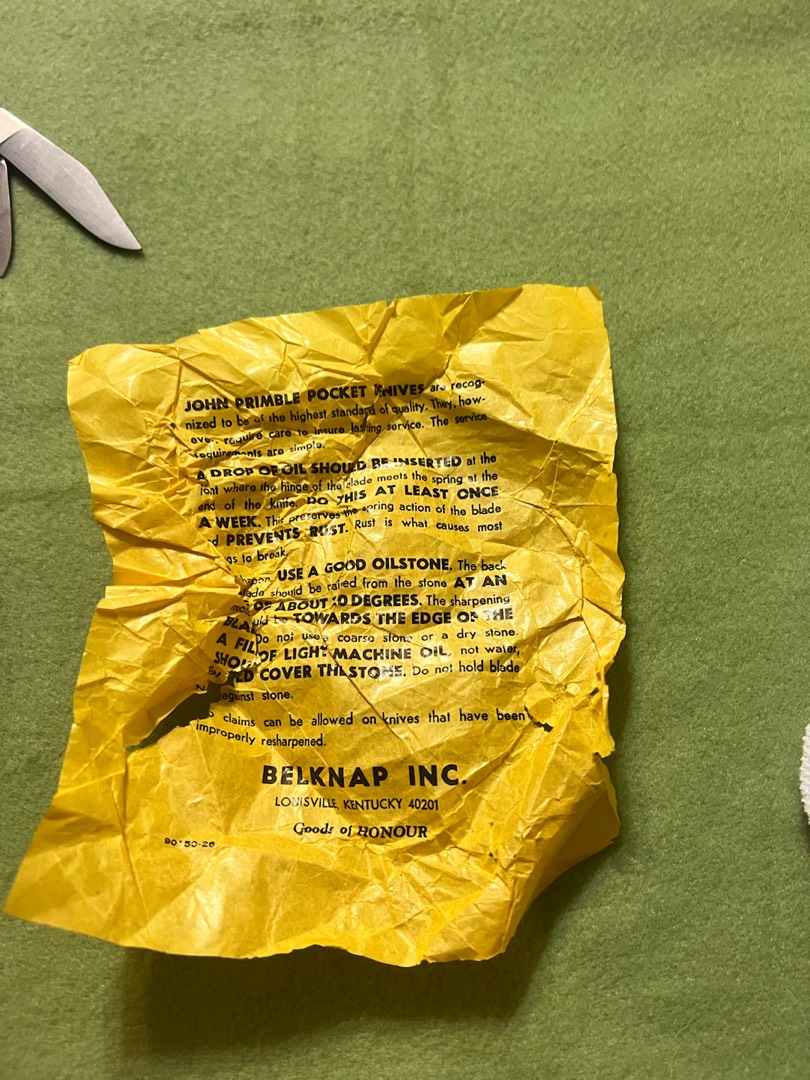 JOHN PRIMBLE POCKET KNIVES are recog-
nized to be of the highest standard of quality. They, how-
ever, require care to insure lasting service. The service
requirements are simple.
A DROP OF OIL SHOULD BE INSERTED at the
joint where the hinge of the blade meets the spring at the
end of the knife. DO THIS AT LEAST ONCE
A WEEK. This preserves the spring action of the blade
PREVENTS RUST. Rust is what causes most
to break.
USE A GOOD OILSTONE. The back
should be raised from the stone AT AN
OF ABOUT DEGREES. The sharpening
be TOWARDS THE EDGE OF THE
Do not use a coarse stone or a dry stone.
A FILM OF LIGHT MACHINE OIL, not water,
SHOULD COVER THE STONE. Do not hold blade
against stone.
No claims can be allowed on knives that have been
improperly resharpened.
BELKNAP INC.
LOUISVILLE, KENTUCKY 40201
Goods of HONOUR